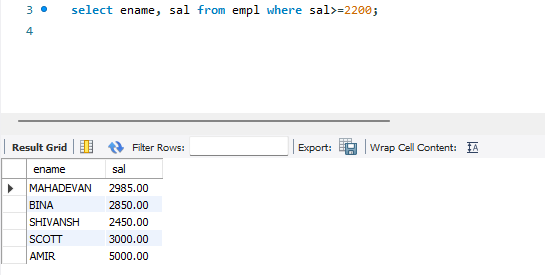 3 select ename, sal from empl where sal>=2200;
4
Result Grid Filter Rows: Export: Wrap Cell Content: IA
ename sal
MAHADEVAN 2985.00
BINA 2850.00
SHIVANSH 2450.00
SCOTT 3000.00
AMIR 5000.00